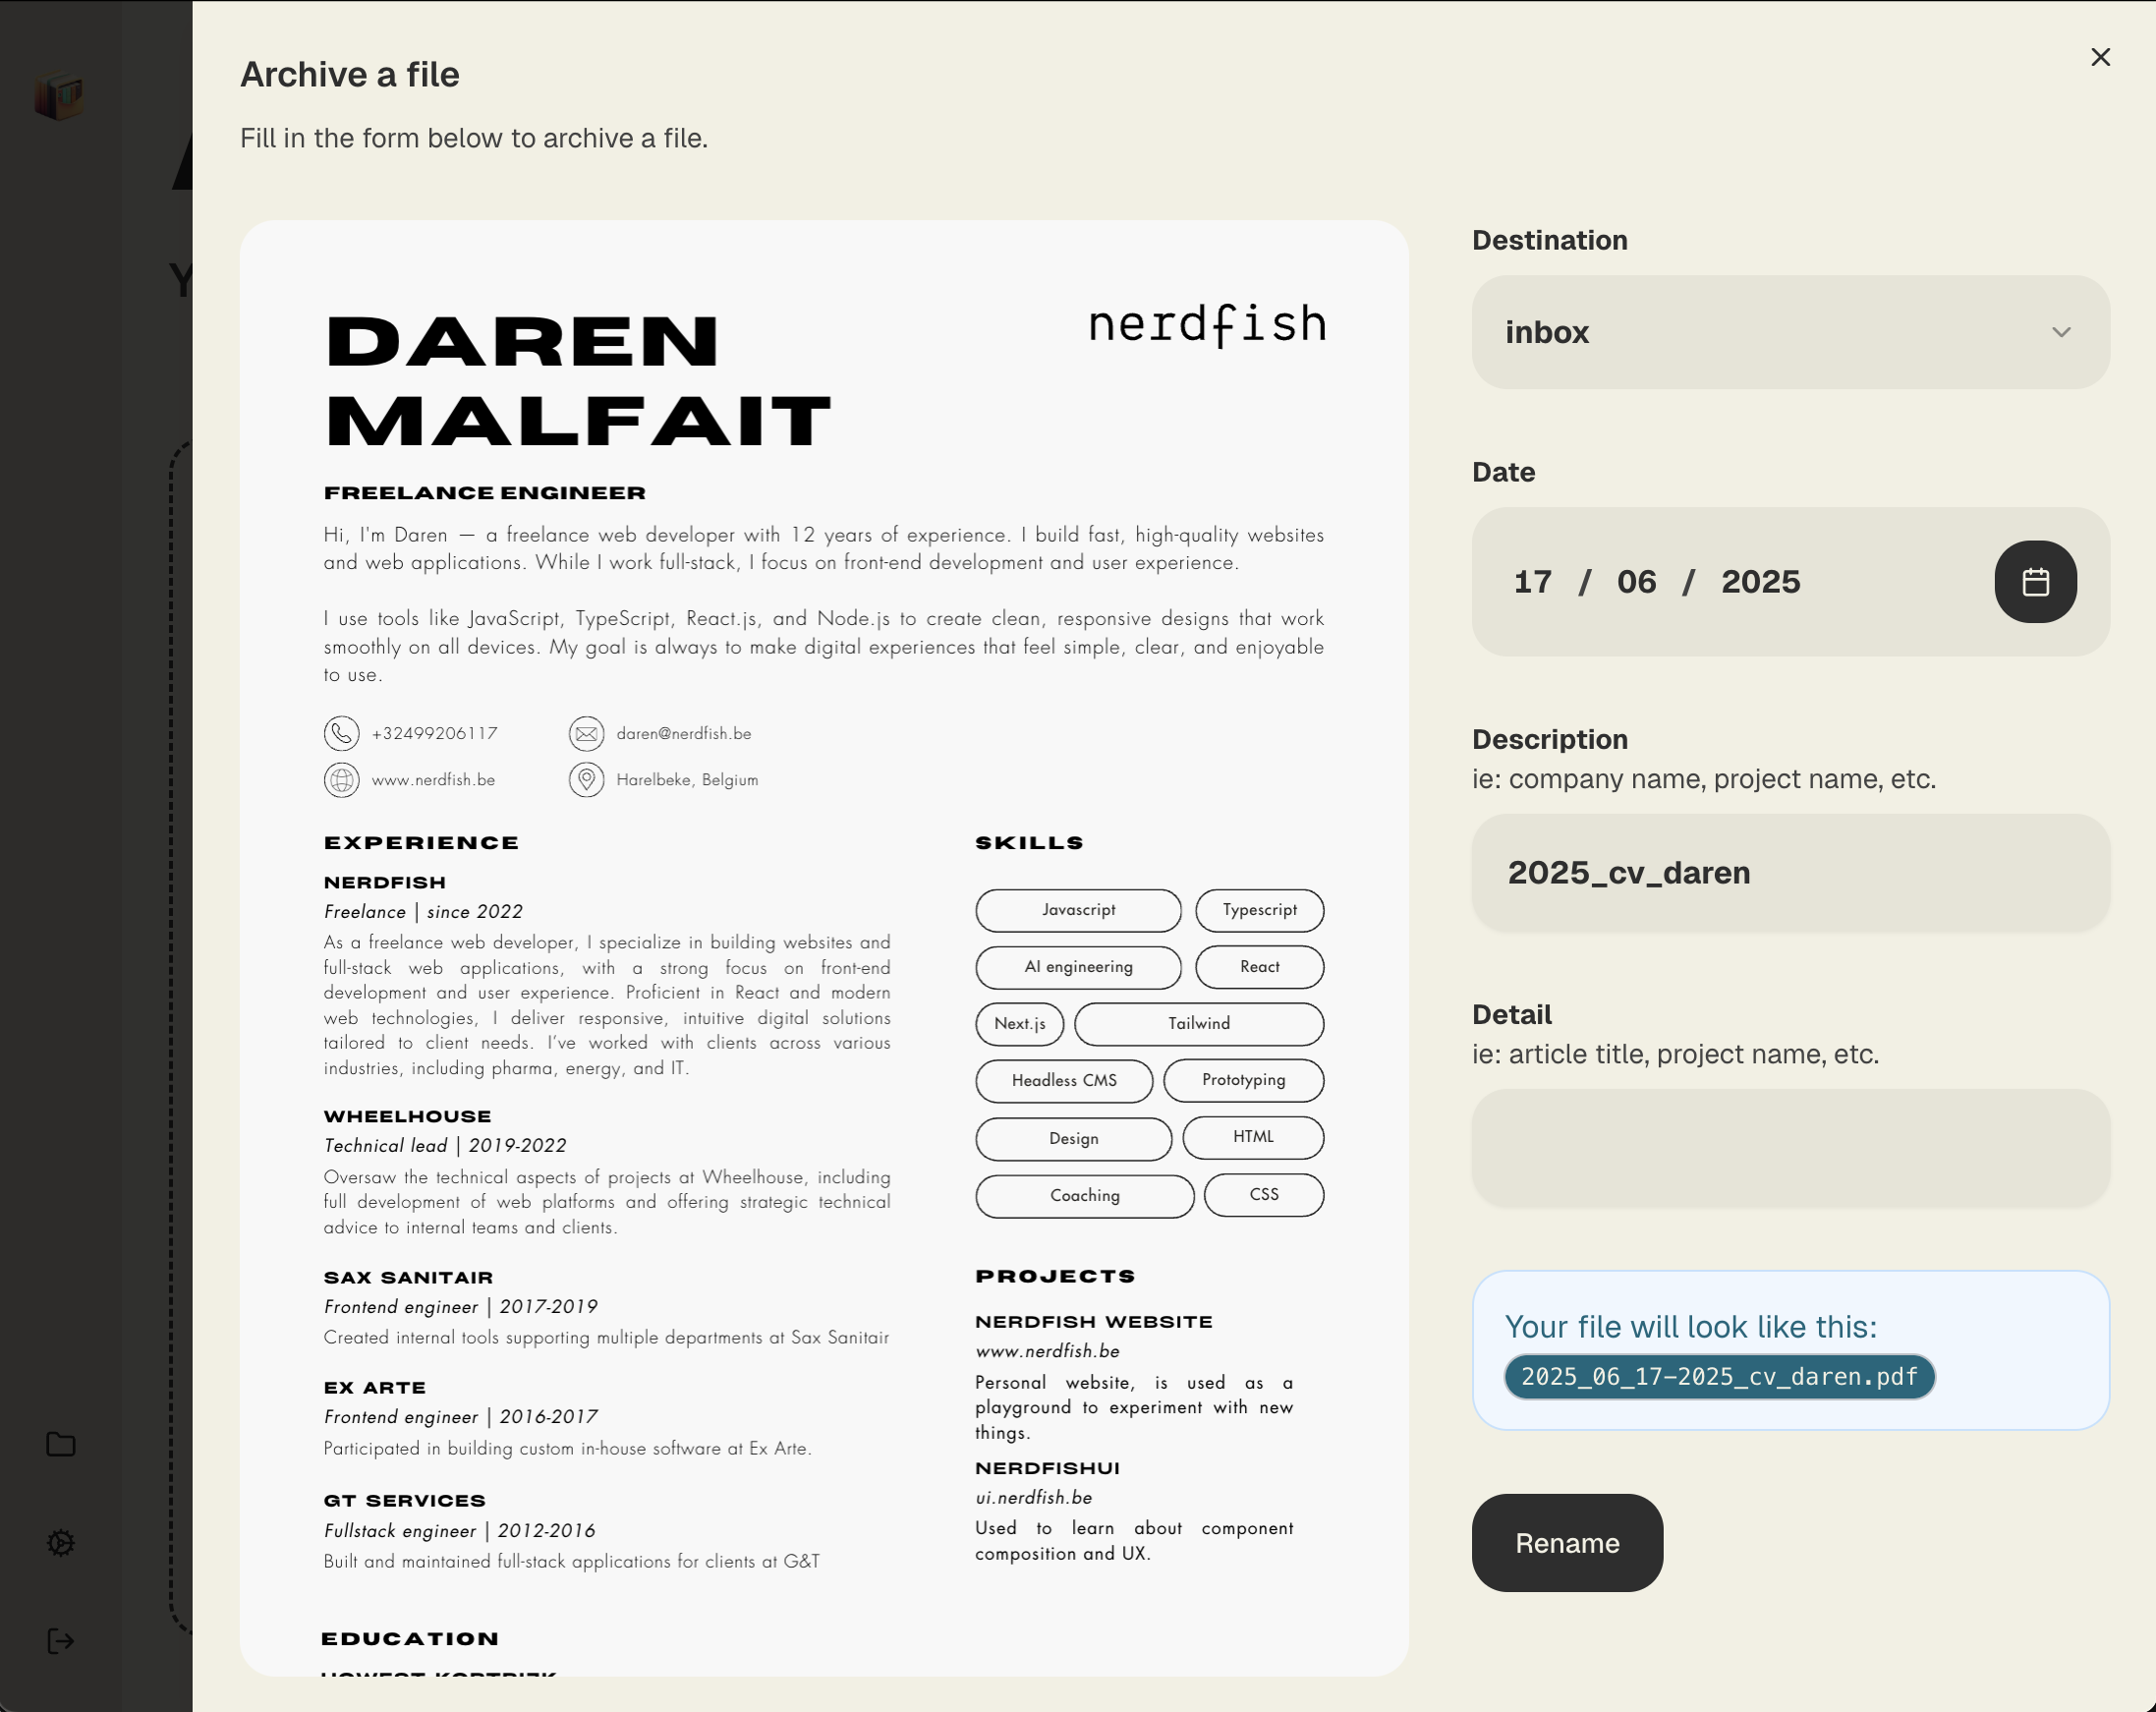 Archive a file
Fill in the form below to archive a file.
DAREN
MALFAIT
nerdfish
FREELANCE ENGINEER
Hi, I'm Daren — a freelance web developer with 12 years of experience. I build fast, high-quality websites
and web applications. While I work full-stack, I focus on front-end development and user experience.
I use tools like JavaScript, TypeScript, React.js, and Node.js to create clean, responsive designs that work
smoothly on all devices. My goal is always to make digital experiences that feel simple, clear, and enjoyable
to use.
+32499206117
daren@nerdfish.be
www.nerdfish.be
Harelbeke, Belgium
EXPERIENCE
NERDFISH
Freelance | since 2022
As a freelance web developer, I specialize in building websites and
full-stack web applications, with a strong focus on front-end
development and user experience. Proficient in React and modern
web technologies, I deliver responsive, intuitive digital solutions
tailored to client needs. I’ve worked with clients across various
industries, including pharma, energy, and IT.
WHEELHOUSE
Technical lead | 2019-2022
Oversaw the technical aspects of projects at Wheelhouse, including
full development of web platforms and offering strategic technical
advice to internal teams and clients.
SAX SANITAIR
Frontend engineer | 2017-2019
Created internal tools supporting multiple departments at Sax Sanitair
EX ARTE
Frontend engineer | 2016-2017
Participated in building custom in-house software at Ex Arte.
GT SERVICES
Fullstack engineer | 2012-2016
Built and maintained full-stack applications for clients at G&T
EDUCATION
HOWEST KORTRIJK
SKILLS
Javascript
Typescript
AI engineering
React
Next.js
Tailwind
Headless CMS
Prototyping
Design
HTML
Coaching
CSS
PROJECTS
NERDFISH WEBSITE
www.nerdfish.be
Personal website, is used as a
playground to experiment with new
things.
NERDFISHUI
ui.nerdfish.be
Used to learn about component
composition and UX.
Destination
inbox
Date
17 / 06 / 2025
Description
ie: company name, project name, etc.
2025_cv_daren
Detail
ie: article title, project name, etc.
Your file will look like this:
2025_06_17-2025_cv_daren.pdf
Rename